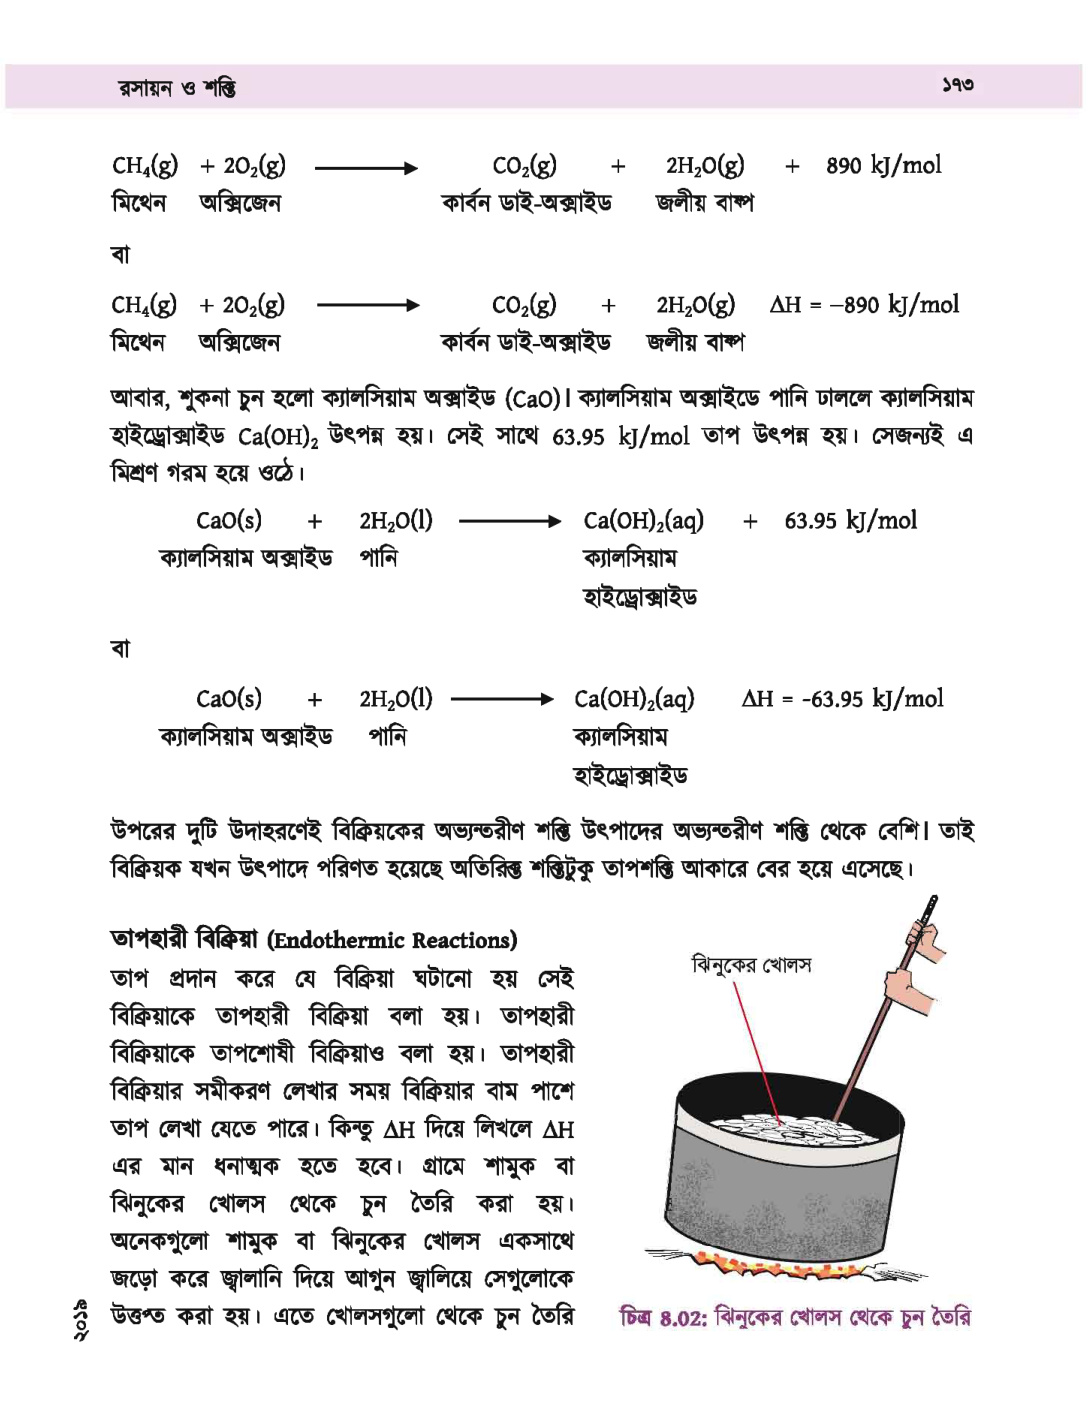 রসায়ন ও শক্তি ১৭৩
CH₄(g) + 2O₂(g) ⟶ CO₂(g) + 2H₂O(g) + 890 kJ/mol
মিথেন অক্সিজেন কার্বন ডাই-অক্সাইড জলীয় বাষ্প
বা
CH₄(g) + 2O₂(g) ⟶ CO₂(g) + 2H₂O(g) ΔH = –890 kJ/mol
মিথেন অক্সিজেন কার্বন ডাই-অক্সাইড জলীয় বাষ্প
আবার, শুকনা চুন হলো ক্যালসিয়াম অক্সাইড (CaO)। ক্যালসিয়াম অক্সাইডে পানি ঢাললে ক্যালসিয়াম
হাইড্রোক্সাইড Ca(OH)₂ উৎপন্ন হয়। সেই সাথে 63.95 kJ/mol তাপ উৎপন্ন হয়। সেজন্যই এ
মিশ্রণ গরম হয়ে ওঠে।
CaO(s) + 2H₂O(l) ⟶ Ca(OH)₂(aq) + 63.95 kJ/mol
ক্যালসিয়াম অক্সাইড পানি ক্যালসিয়াম
হাইড্রোক্সাইড
বা
CaO(s) + 2H₂O(l) ⟶ Ca(OH)₂(aq) ΔH = -63.95 kJ/mol
ক্যালসিয়াম অক্সাইড পানি ক্যালসিয়াম
হাইড্রোক্সাইড
উপরের দুটি উদাহরণেই বিক্রিয়কের অভ্যন্তরীণ শক্তি উৎপাদের অভ্যন্তরীণ শক্তি থেকে বেশি। তাই
বিক্রিয়ক যখন উৎপাদে পরিণত হয়েছে অতিরিক্ত শক্তিটুকু তাপশক্তি আকারে বের হয়ে এসেছে।
তাপহারী বিক্রিয়া (Endothermic Reactions)
তাপ প্রদান করে যে বিক্রিয়া ঘটানো হয় সেই
বিক্রিয়াকে তাপহারী বিক্রিয়া বলা হয়। তাপহারী
বিক্রিয়াকে তাপশোষী বিক্রিয়াও বলা হয়। তাপহারী
বিক্রিয়ার সমীকরণ লেখার সময় বিক্রিয়ার বাম পাশে
তাপ লেখা যেতে পারে। কিন্তু ΔH দিয়ে লিখলে ΔH
এর মান ধনাত্মক হতে হবে। গ্রামে শামুক বা
ঝিনুকের খোলস থেকে চুন তৈরি করা হয়।
অনেকগুলো শামুক বা ঝিনুকের খোলস একসাথে
জড়ো করে জ্বালানি দিয়ে আগুন জ্বালিয়ে সেগুলোকে
উত্তপ্ত করা হয়। এতে খোলসগুলো থেকে চুন তৈরি
ঝিনুকের খোলস
চিত্র 8.02: ঝিনুকের খোলস থেকে চুন তৈরি
২০১৯